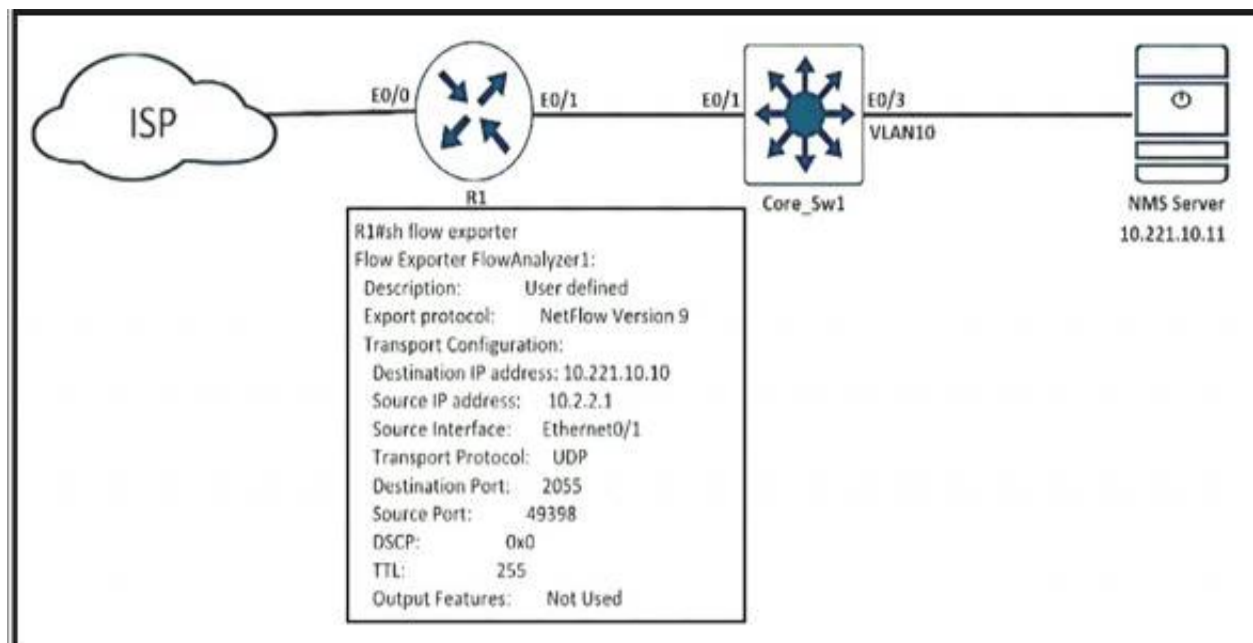 ISP
E0/0
R1
E0/1
E0/1
Core_Sw1
E0/3
VLAN10
NMS Server
10.221.10.11
R1#sh flow exporter
Flow Exporter FlowAnalyzer1:
Description: User defined
Export protocol: NetFlow Version 9
Transport Configuration:
Destination IP address: 10.221.10.10
Source IP address: 10.2.2.1
Source Interface: Ethernet0/1
Transport Protocol: UDP
Destination Port: 2055
Source Port: 49398
DSCP: 0x0
TTL: 255
Output Features: Not Used